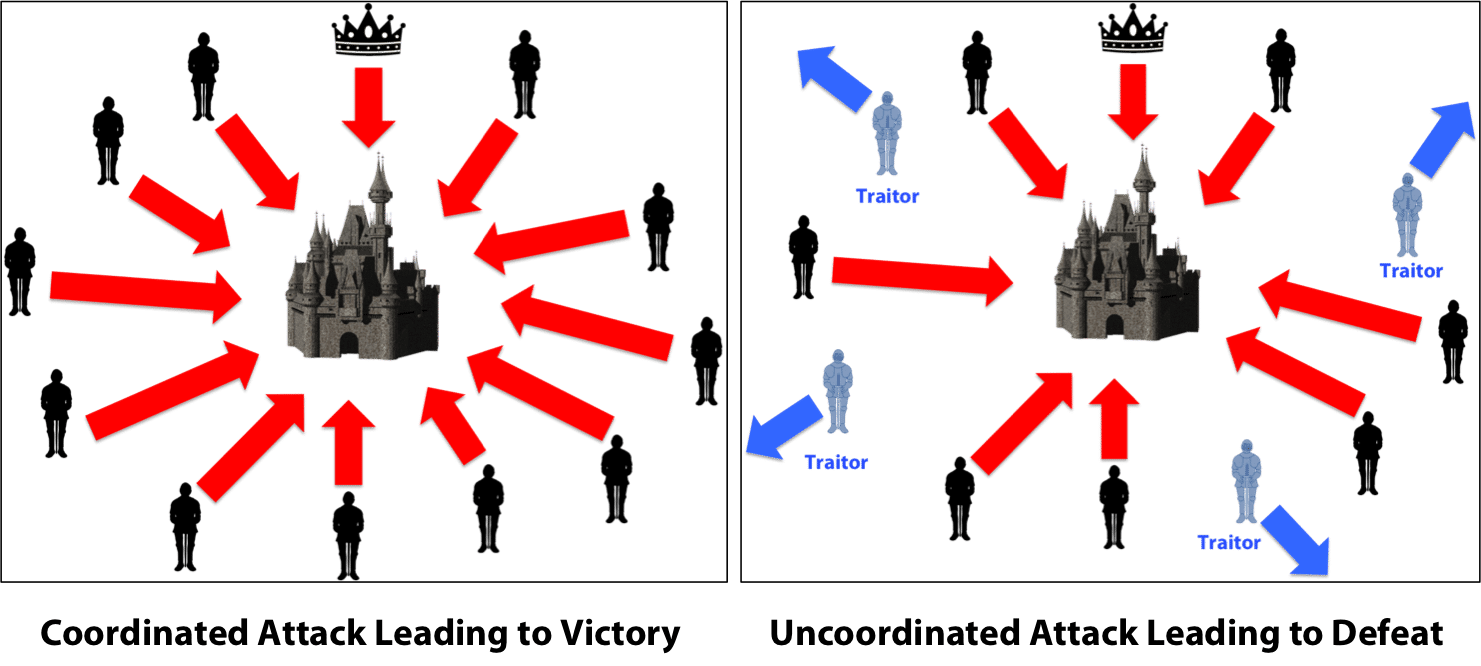 Traitor
Traitor
Traitor
Traitor
Coordinated Attack Leading to Victory
Uncoordinated Attack Leading to Defeat